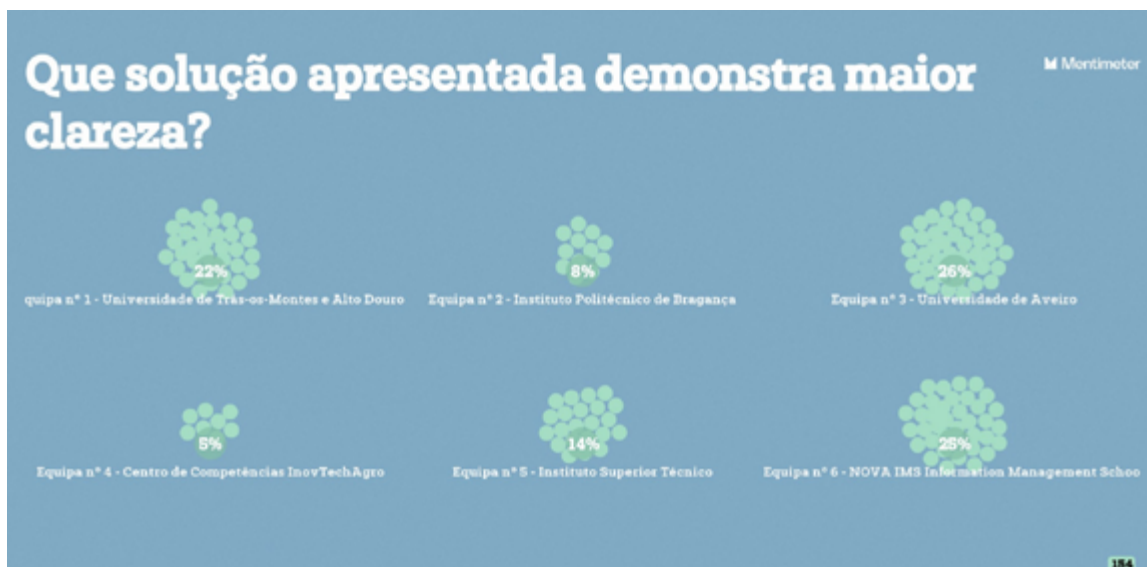 Que solução apresentada demonstra maior
clareza?
Mentimeter
22%
quipa nº 1 - Universidade de Trás-os-Montes e Alto Douro
8%
Equipa nº 2 - Instituto Politécnico de Bragança
26%
Equipa nº 3 - Universidade de Aveiro
5%
Equipa nº 4 - Centro de Competências InovTechAgro
14%
Equipa nº 5 - Instituto Superior Técnico
25%
Equipa nº 6 - NOVA IMS Information Management Schoo
154